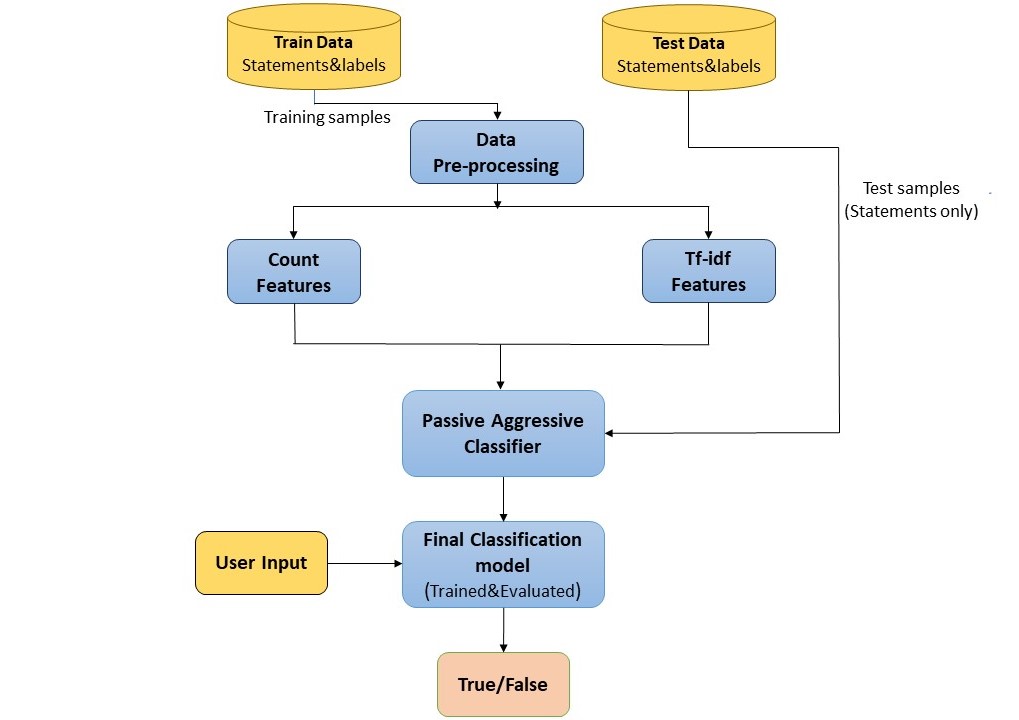 Train Data
Statements&labels
Test Data
Statements&labels
Training samples
Data
Pre-processing
Test samples
(Statements only)
Count
Features
Tf-idf
Features
Passive Aggressive
Classifier
Final Classification
model
(Trained&Evaluated)
User Input
True/False